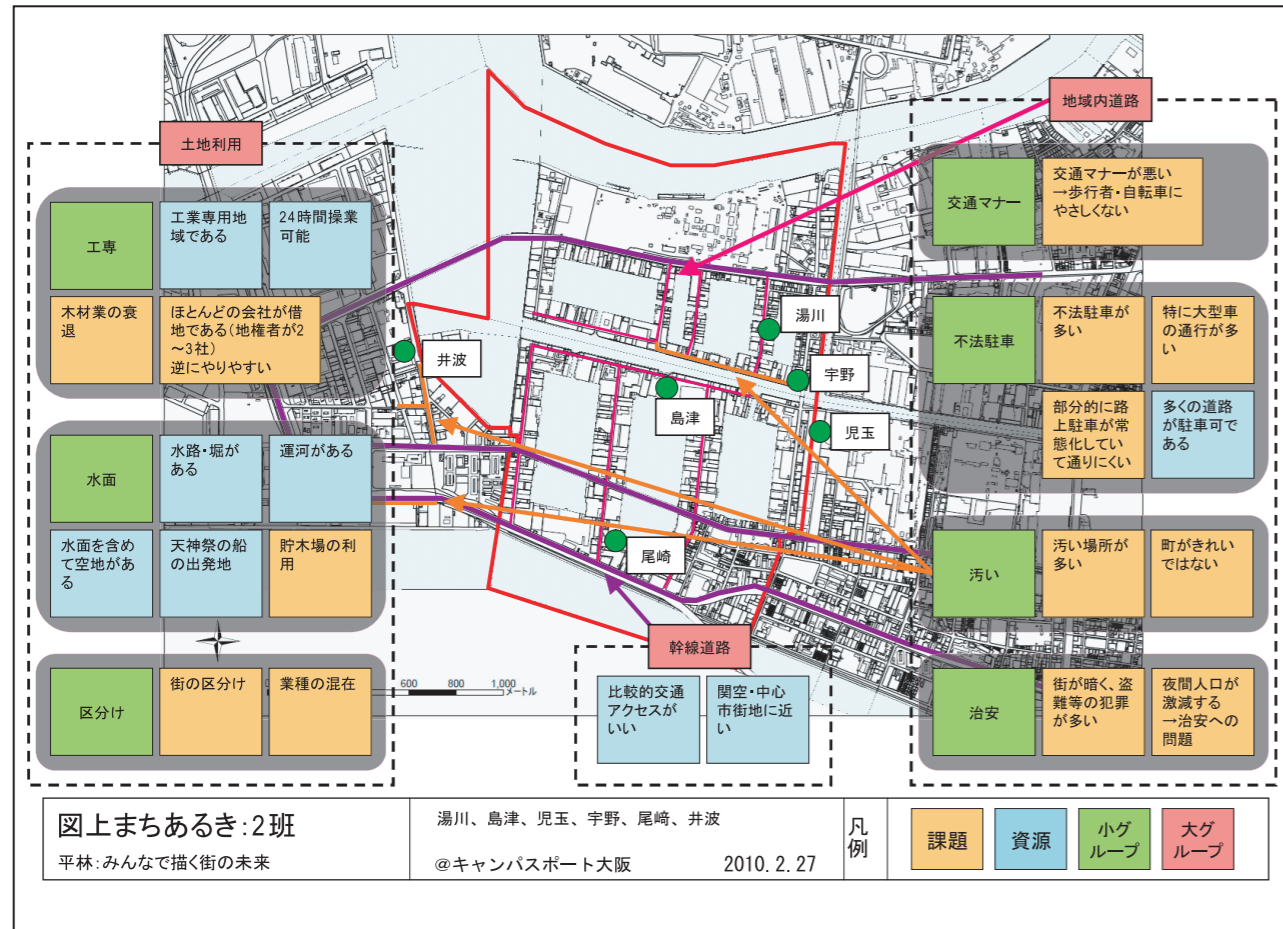 土地利用
工専
工業専用地
域である
24時間操業
可能
木材業の衰
退
ほとんどの会社が借
地である(地権者が2
～3社)
逆にやりやすい
水面
水路・堀が
ある
運河がある
水面を含め
て空地があ
る
天神祭の船
の出発地
貯木場の利
用
区分け
街の区分け
業種の混在
600
800
1,000
メートル
井波
湯川
宇野
島津
児玉
尾崎
幹線道路
比較的交通
アクセスが
いい
関空・中心
市街地に近
い
地域内道路
交通マナー
交通マナーが悪い
→歩行者・自転車に
やさしくない
不法駐車
不法駐車が
多い
特に大型車
の通行が多
い
部分的に路
上駐車が常
態化してい
て通りにくい
多くの道路
が駐車可で
ある
汚い
汚い場所が
多い
町がきれい
ではない
治安
街が暗く、盗
難等の犯罪
が多い
夜間人口が
激減する
→治安への
問題
図上まちあるき:2班
平林:みんなで描く街の未来
湯川、島津、児玉、宇野、尾﨑、井波
@キャンパスポート大阪 2010.2.27
凡
例
課題
資源
小グ
ループ
大グ
ループ